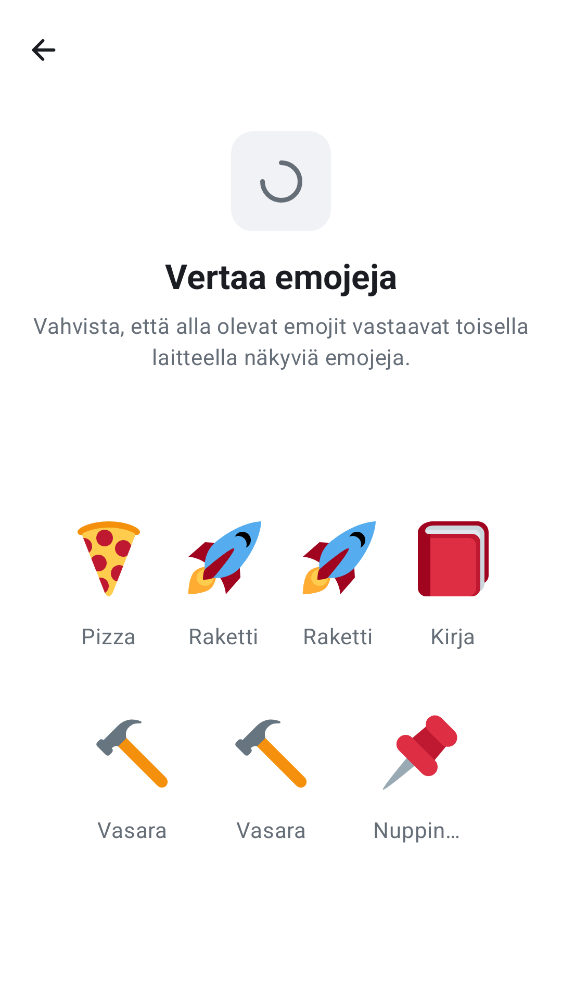 Vertaa emojeja
Vahvista, että alla olevat emojit vastaavat toisella
laitteella näkyviä emojeja.
Pizza Raketti Raketti Kirja
Vasara Vasara Nuppin…